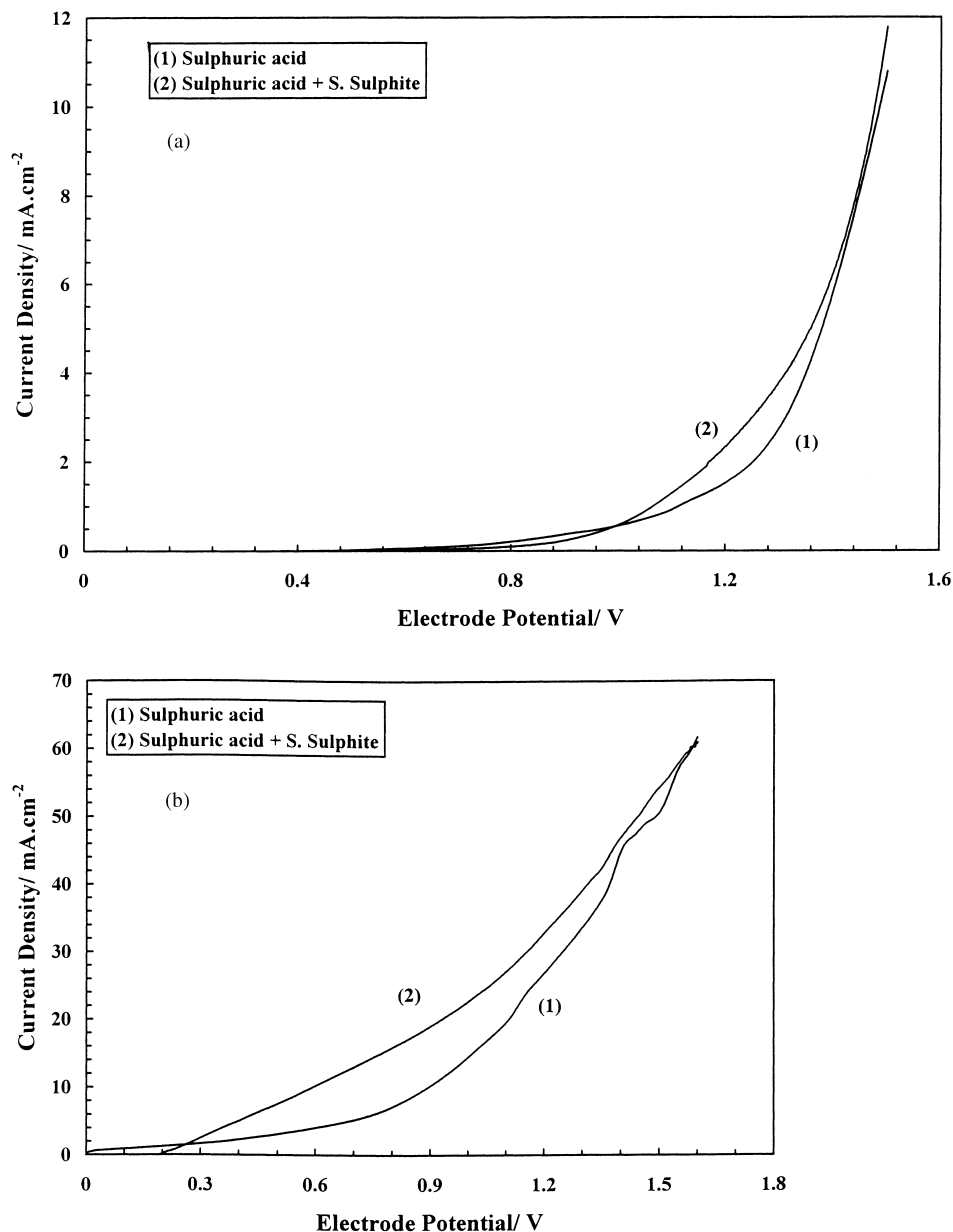 12
(1) Sulphuric acid
(2) Sulphuric acid + S. Sulphite
10
(a)
8
6
4
(2)
(1)
2
0
0 0.4 0.8 1.2 1.6
Current Density/ mA.cm-2
Electrode Potential/ V
70
(1) Sulphuric acid
(2) Sulphuric acid + S. Sulphite
60
(b)
50
40
30
(2)
(1)
20
10
0
0 0.3 0.6 0.9 1.2 1.5 1.8
Current Density/ mA.cm-2
Electrode Potential/ V